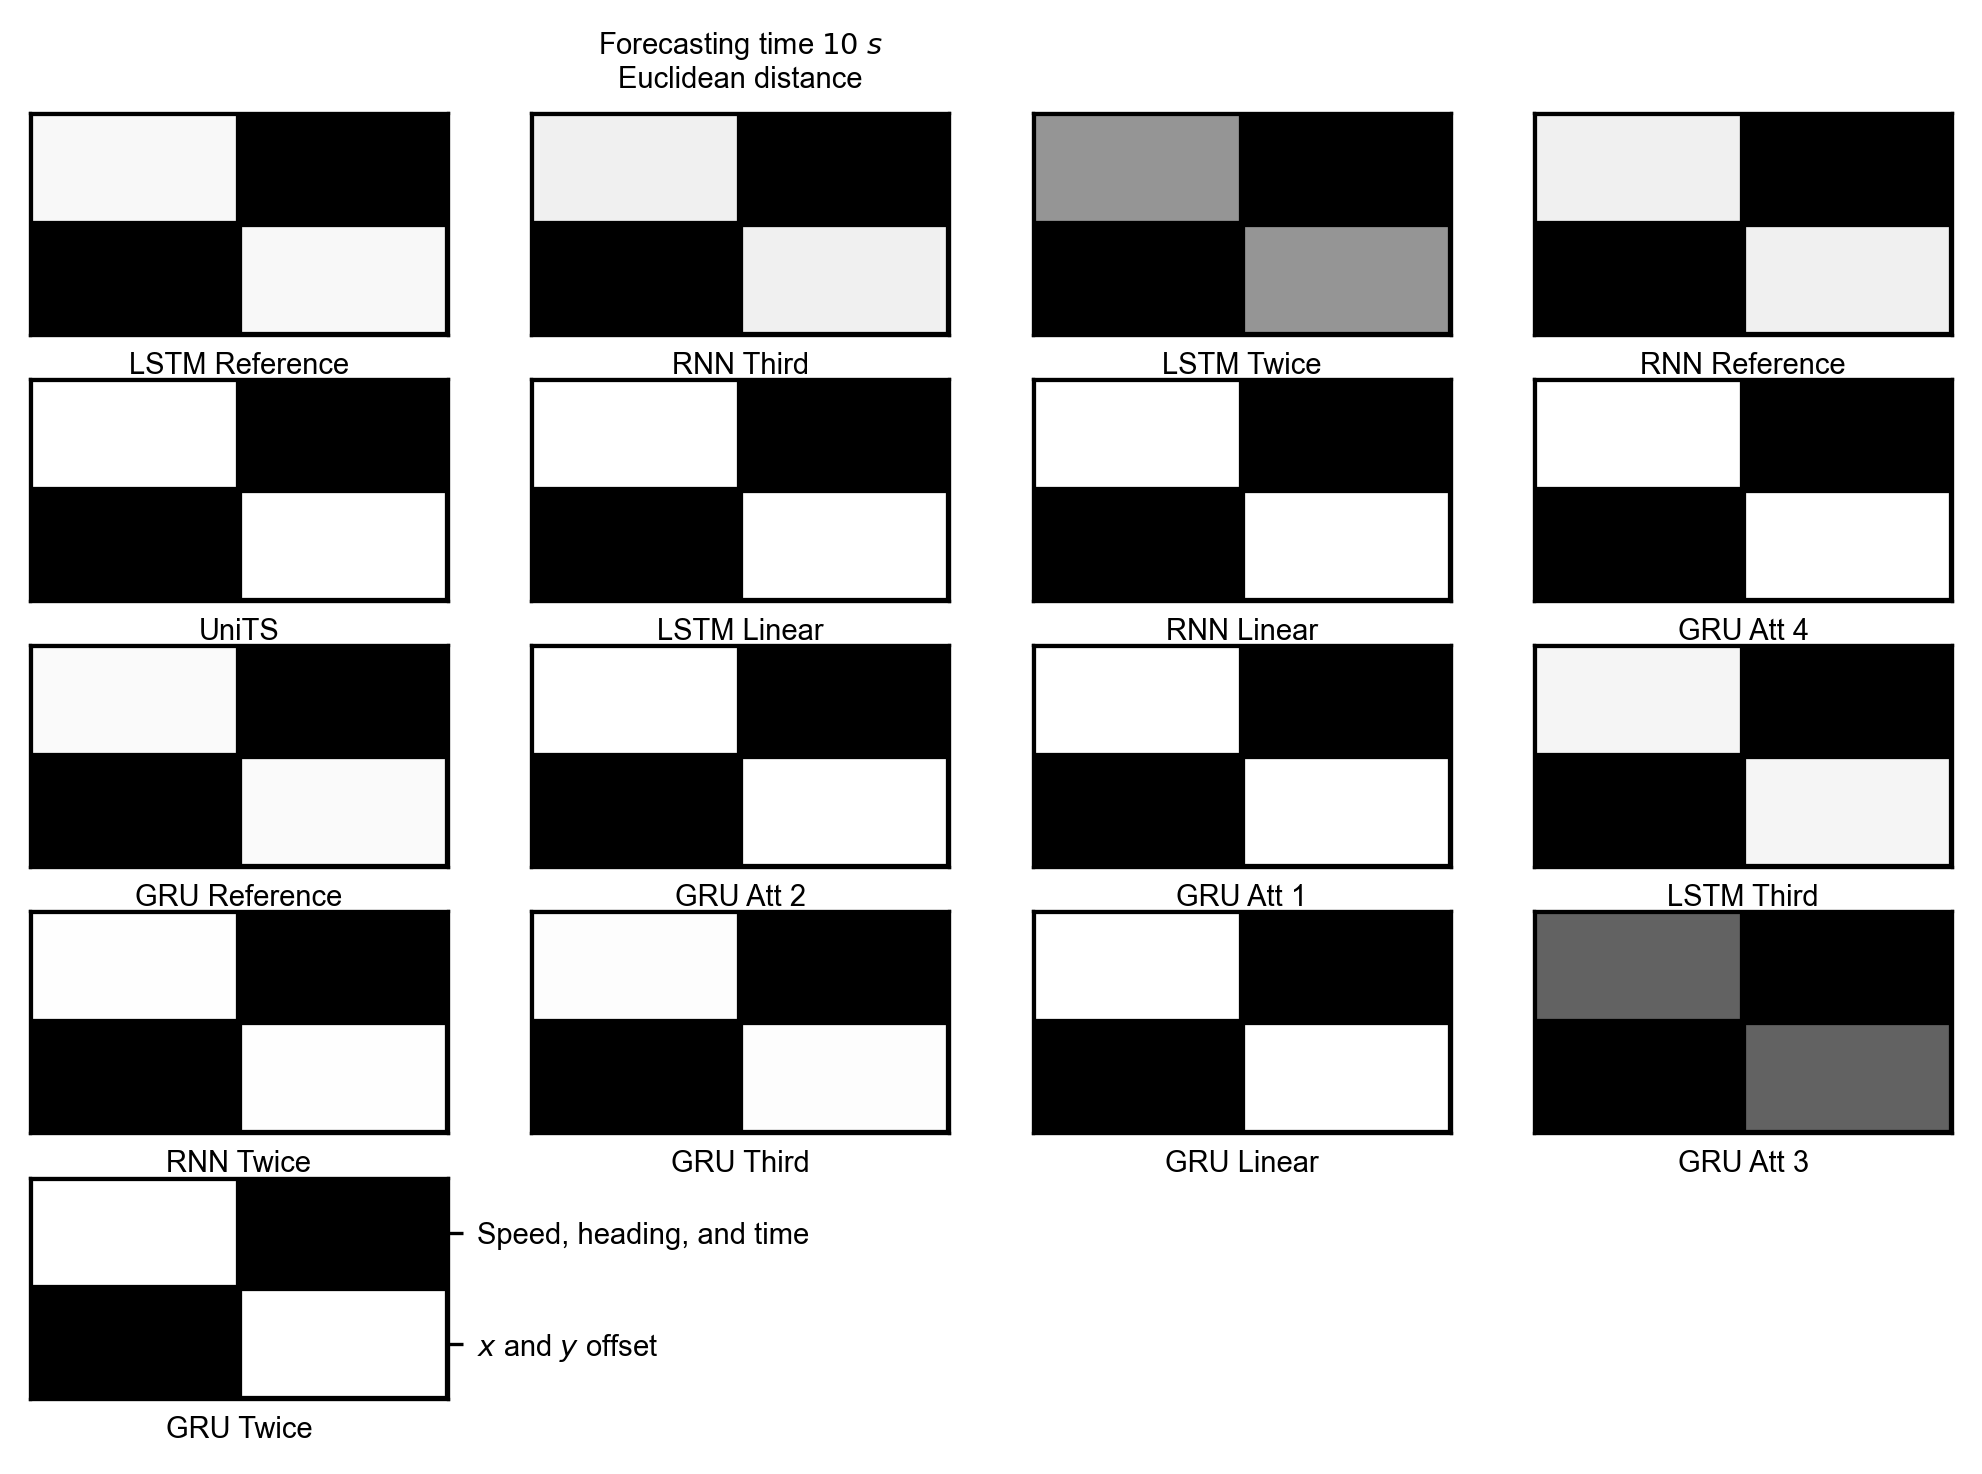 Forecasting time 10 s
Euclidean distance
LSTM Reference
RNN Third
LSTM Twice
RNN Reference
UniTS
LSTM Linear
RNN Linear
GRU Att 4
GRU Reference
GRU Att 2
GRU Att 1
LSTM Third
RNN Twice
GRU Third
GRU Linear
GRU Att 3
Speed, heading, and time
x and y offset
GRU Twice